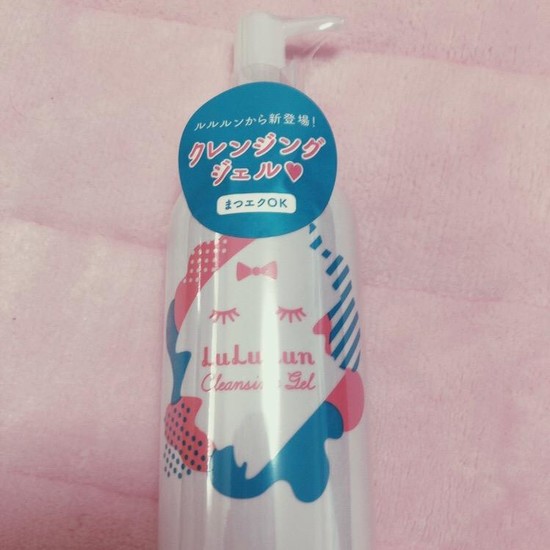 ルルルンから新登場!
クレンジング
ジェル♥
まつエクOK
LuLuLun
Cleansing Gel